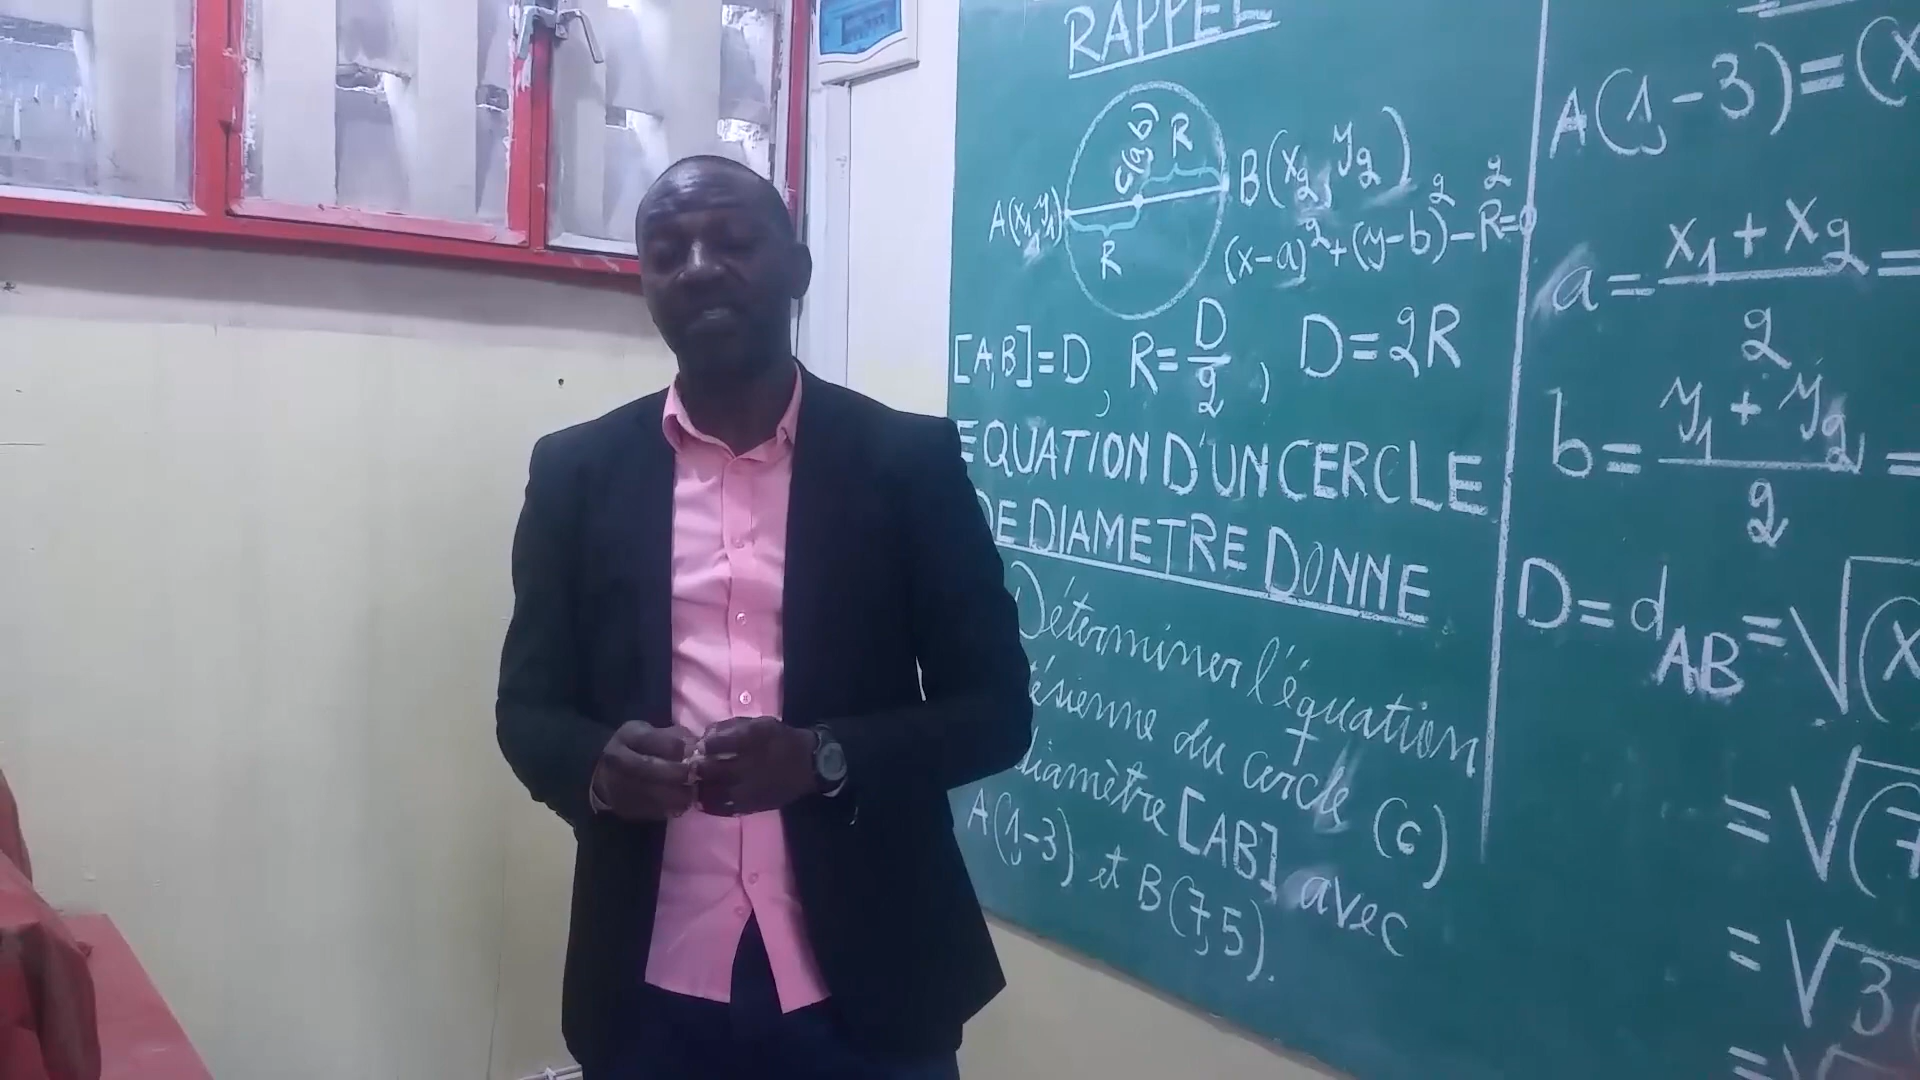 RAPPEL
C(a, b)
R
A(x₁, y₁)
B(x₂, y₂)
R
(x-a)²+(y-b)²-R²=0
[A,B]=D, R=D/2, D=2R
EQUATION D'UN CERCLE
DE DIAMETRE DONNE
Déterminer l'équation
tésienne du cercle (C)
diamètre [AB] avec
A(1,-3) et B(7,5).
A(1,-3)=(x
a= x₁+x₂/2 =
b= y₁+y₂/2 =
D=d_AB=√(x
=√(7
=√3
=√